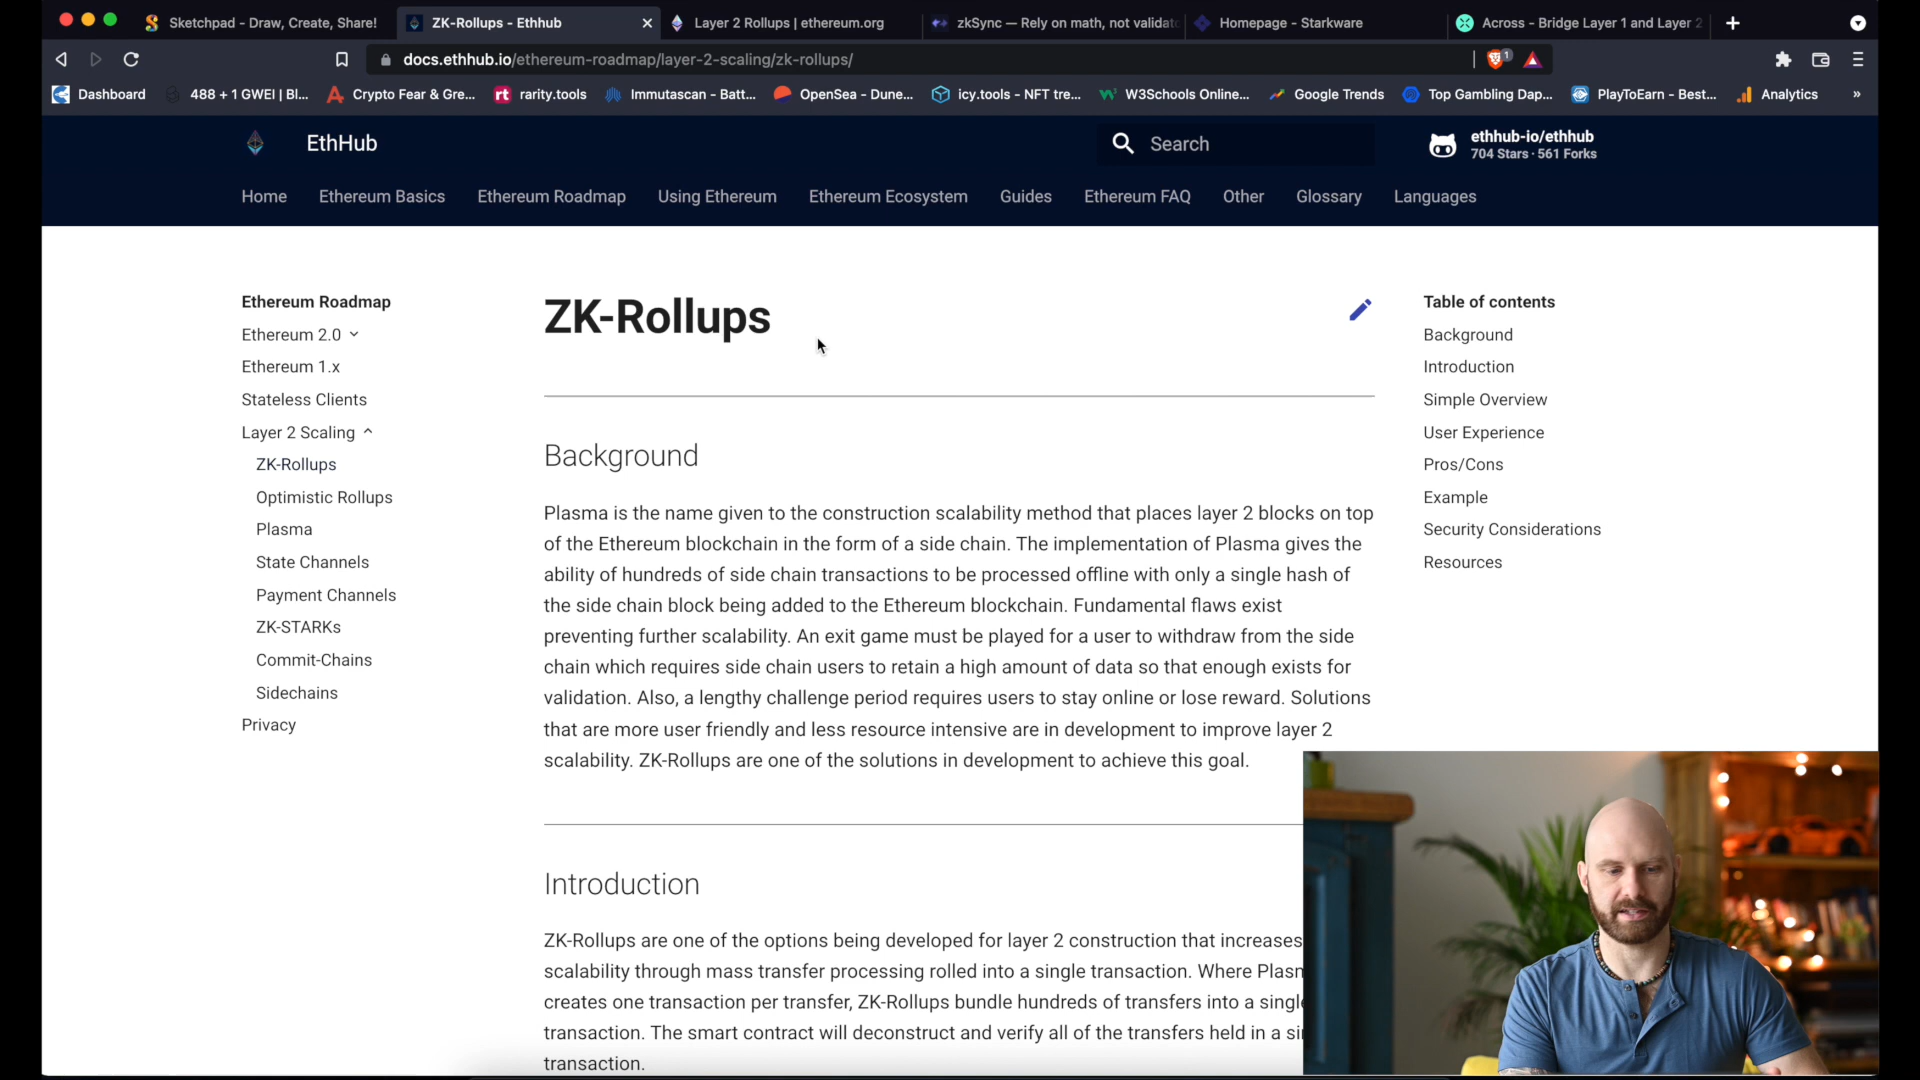 Sketchpad - Draw, Create, Share!
ZK-Rollups - Ethhub
Layer 2 Rollups | ethereum.org
zkSync — Rely on math, not validat
Homepage - Starkware
Across - Bridge Layer 1 and Layer 2
docs.ethhub.io/ethereum-roadmap/layer-2-scaling/zk-rollups/
1
Dashboard
488 + 1 GWEI | Bl...
Crypto Fear & Gre...
rt rarity.tools
Immutascan - Batt...
OpenSea - Dune...
icy.tools - NFT tre...
W3Schools Online...
Google Trends
Top Gambling Dap...
PlayToEarn - Best...
Analytics
»
EthHub
Search
ethhub-io/ethhub
704 Stars · 561 Forks
Home
Ethereum Basics
Ethereum Roadmap
Using Ethereum
Ethereum Ecosystem
Guides
Ethereum FAQ
Other
Glossary
Languages
Ethereum Roadmap
Ethereum 2.0
Ethereum 1.x
Stateless Clients
Layer 2 Scaling
ZK-Rollups
Optimistic Rollups
Plasma
State Channels
Payment Channels
ZK-STARKs
Commit-Chains
Sidechains
Privacy
ZK-Rollups
Background
Plasma is the name given to the construction scalability method that places layer 2 blocks on top
of the Ethereum blockchain in the form of a side chain. The implementation of Plasma gives the
ability of hundreds of side chain transactions to be processed offline with only a single hash of
the side chain block being added to the Ethereum blockchain. Fundamental flaws exist
preventing further scalability. An exit game must be played for a user to withdraw from the side
chain which requires side chain users to retain a high amount of data so that enough exists for
validation. Also, a lengthy challenge period requires users to stay online or lose reward. Solutions
that are more user friendly and less resource intensive are in development to improve layer 2
scalability. ZK-Rollups are one of the solutions in development to achieve this goal.
Introduction
ZK-Rollups are one of the options being developed for layer 2 construction that increases
scalability through mass transfer processing rolled into a single transaction. Where Plasn
creates one transaction per transfer, ZK-Rollups bundle hundreds of transfers into a single
transaction. The smart contract will deconstruct and verify all of the transfers held in a si
transaction.
Table of contents
Background
Introduction
Simple Overview
User Experience
Pros/Cons
Example
Security Considerations
Resources